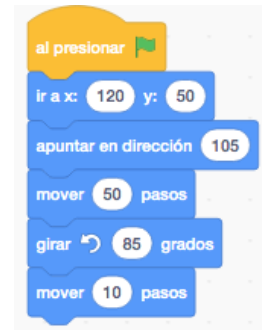 al presionar
ir a x: 120 y: 50
apuntar en dirección 105
mover 50 pasos
girar 85 grados
mover 10 pasos